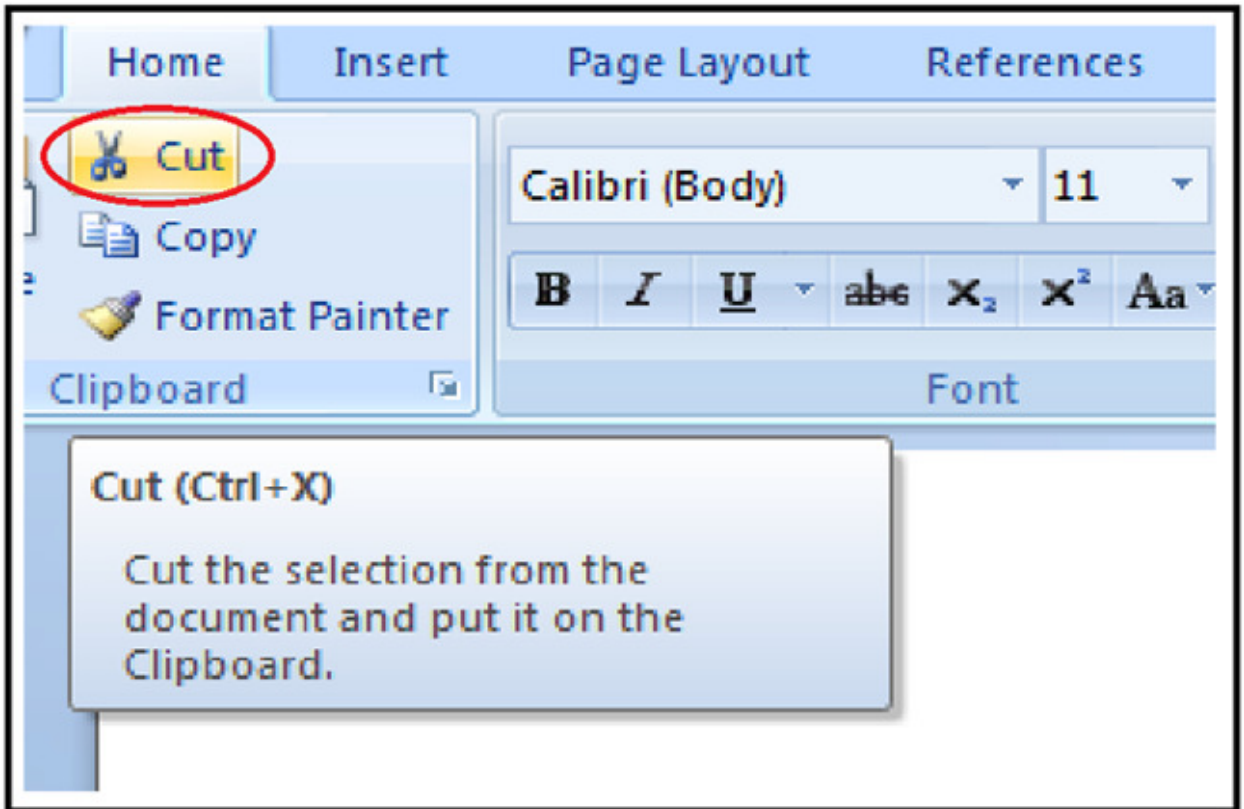 Home Insert Page Layout References
Cut
Copy
Format Painter
Clipboard
Calibri (Body) 11
B I U abc x₂ x² Aa
Font
Cut (Ctrl+X)
Cut the selection from the
document and put it on the
Clipboard.